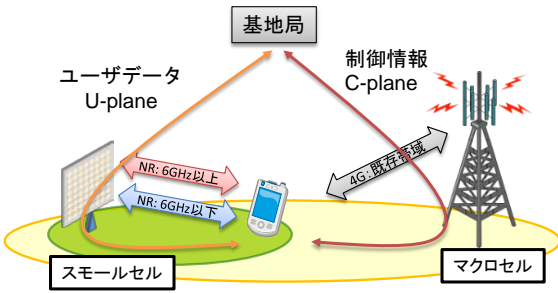 基地局
ユーザデータ
U-plane
制御情報
C-plane
NR: 6GHz以上
NR: 6GHz以下
4G:既存帯域
スモールセル
マクロセル